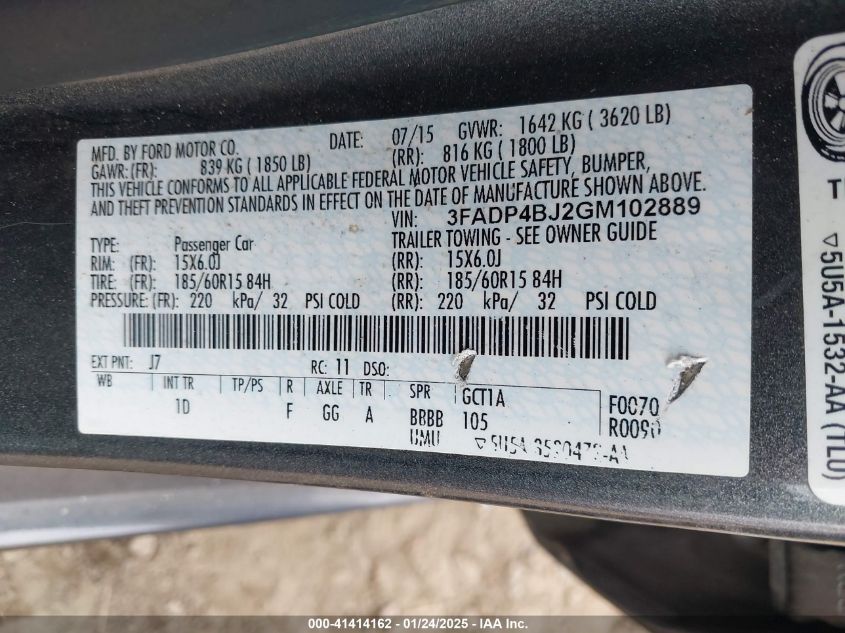 MFD. BY FORD MOTOR CO. DATE: 07/15 GVWR: 1642 KG ( 3620 LB)
GAWR: (FR): 839 KG ( 1850 LB) (RR): 816 KG ( 1800 LB)
THIS VEHICLE CONFORMS TO ALL APPLICABLE FEDERAL MOTOR VEHICLE SAFETY, BUMPER,
AND THEFT PREVENTION STANDARDS IN EFFECT ON THE DATE OF MANUFACTURE SHOWN ABOVE.
VIN: 3FADP4BJ2GM102889
TYPE: Passenger Car TRAILER TOWING - SEE OWNER GUIDE
RIM: (FR): 15X6.0J (RR): 15X6.0J
TIRE: (FR): 185/60R15 84H (RR): 185/60R15 84H
PRESSURE: (FR): 220 kPa/ 32 PSI COLD (RR): 220 kPa/ 32 PSI COLD
EXT PNT: J7 RC: 11 DSO:
WB INT TR TP/PS R AXLE TR SPR GCT1A F0070
1D F GG A BBBB 105 R0090
UMU
5U5A-1532-AA (TLU)
000-41414162 - 01/24/2025 - IAA Inc.